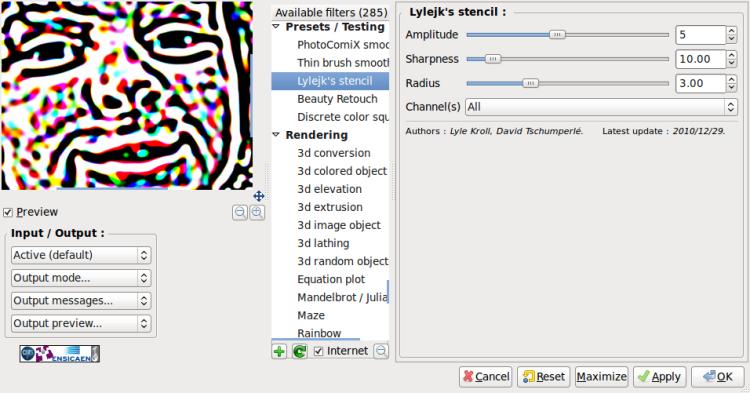 Available filters (285)
Presets / Testing
PhotoComiX smoo
Thin brush smooth
Lylejk's stencil
Beauty Retouch
Discrete color squ
Rendering
3d conversion
3d colored object
3d elevation
3d extrusion
3d image object
3d lathing
3d random object
Equation plot
Mandelbrot / Julia
Maze
Rainbow
Internet
Preview
Input / Output :
Active (default)
Output mode...
Output messages...
Output preview...
ENSICAEN
Lylejk's stencil :
Amplitude 5
Sharpness 10.00
Radius 3.00
Channel(s) All
Authors : Lyle Kroll, David Tschumperlé. Latest update : 2010/12/29.
Cancel Reset Maximize Apply OK